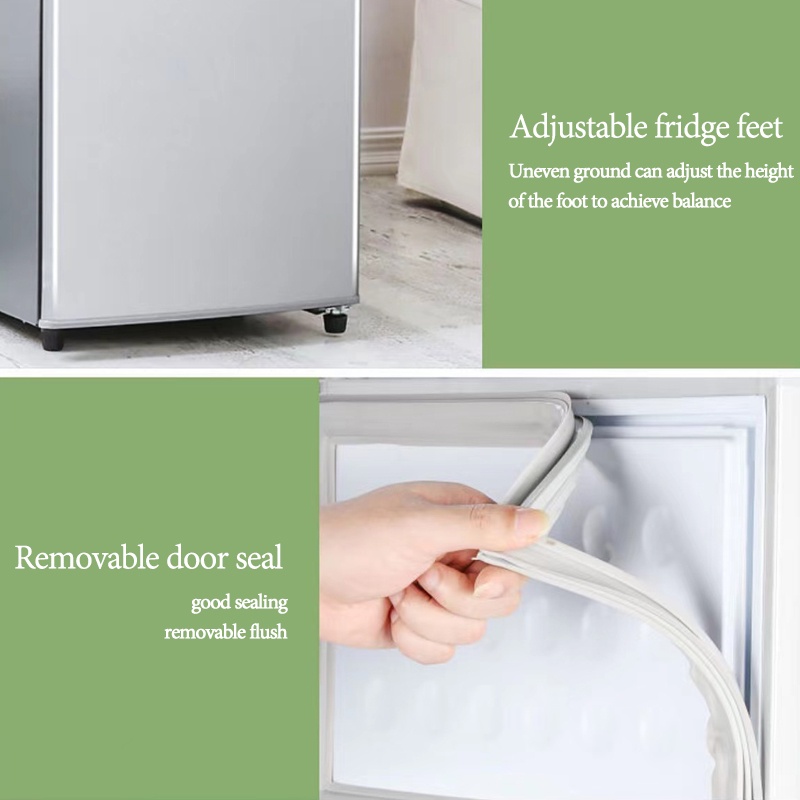 Adjustable fridge feet
Uneven ground can adjust the height
of the foot to achieve balance
Removable door seal
good sealing
removable flush